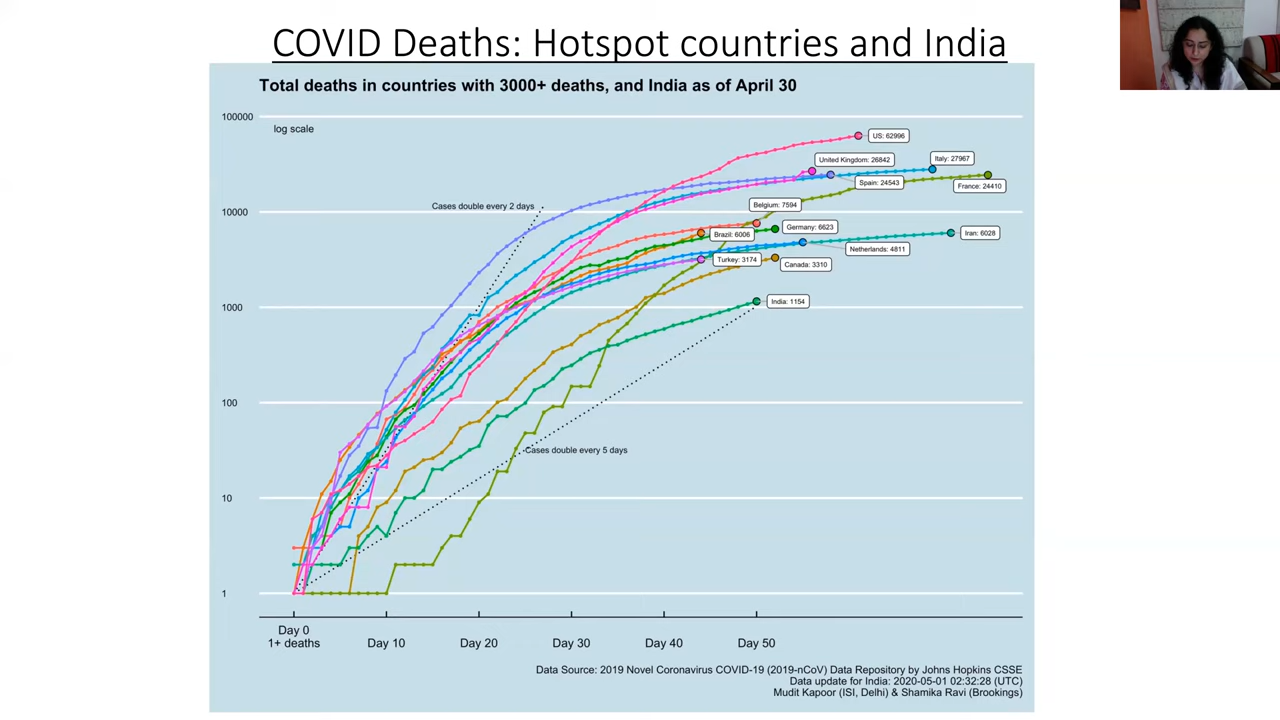 COVID Deaths: Hotspot countries and India
Total deaths in countries with 3000+ deaths, and India as of April 30
100000
log scale
US: 62996
United Kingdom: 26842
Italy: 27967
Spain: 24543
France: 24410
Belgium: 7594
Cases double every 2 days
10000
Germany: 6623
Brazil: 6006
Iran: 6028
Netherlands: 4811
Turkey: 3174
Canada: 3310
India: 1154
1000
100
Cases double every 5 days
10
1
Day 0
1+ deaths
Day 10
Day 20
Day 30
Day 40
Day 50
Data Source: 2019 Novel Coronavirus COVID-19 (2019-nCoV) Data Repository by Johns Hopkins CSSE
Data update for India: 2020-05-01 02:32:28 (UTC)
Mudit Kapoor (ISI, Delhi) & Shamika Ravi (Brookings)